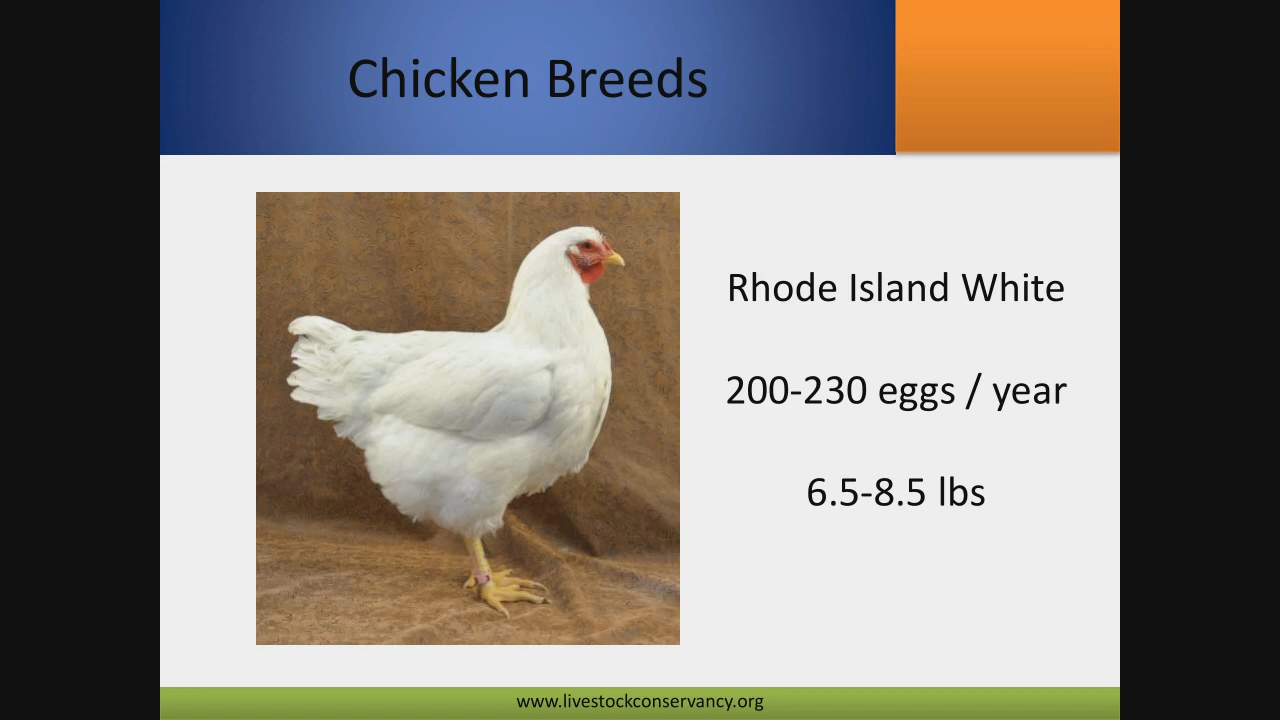 Chicken Breeds
Rhode Island White
200-230 eggs / year
6.5-8.5 lbs
www.livestockconservancy.org